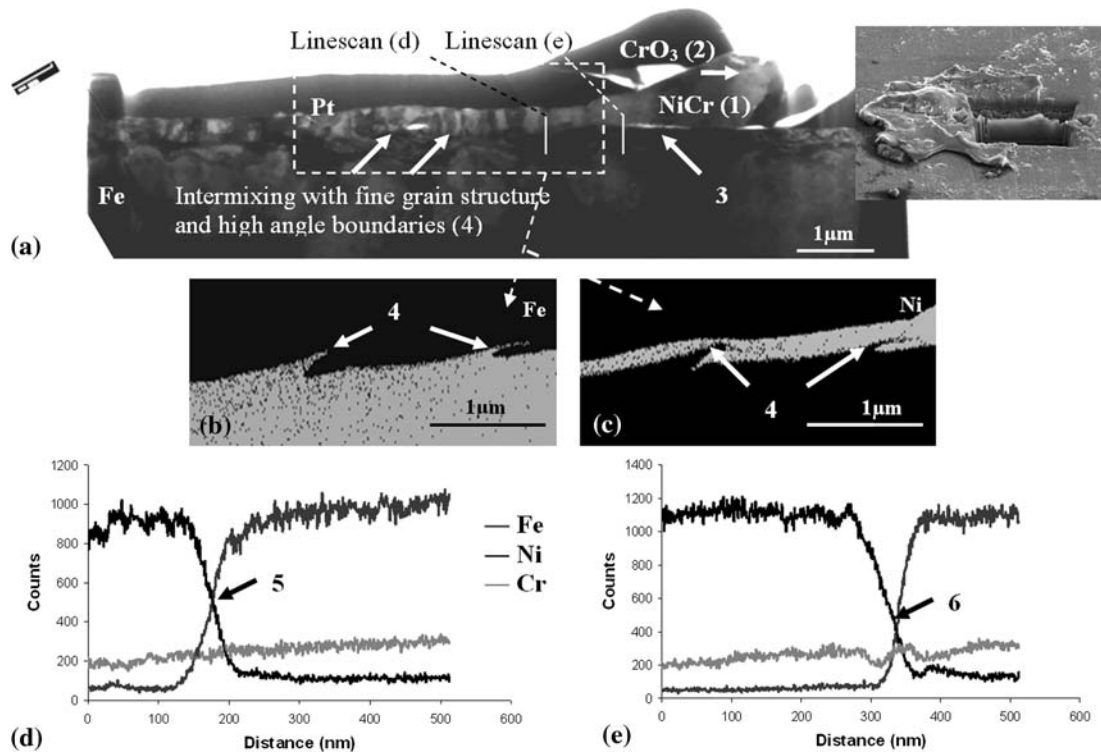 Linescan (d) Linescan (e)
CrO₃ (2)
Pt
NiCr (1)
Fe
Intermixing with fine grain structure
and high angle boundaries (4)
3
(a)
1µm
4
Fe
(b)
1µm
Ni
4
(c)
1µm
1200
1000
800
600
400
200
0
Counts
5
0 100 200 300 400 500 600
Distance (nm)
(d)
Fe
Ni
Cr
1400
1200
1000
800
600
400
200
0
Counts
6
0 100 200 300 400 500 600
Distance (nm)
(e)